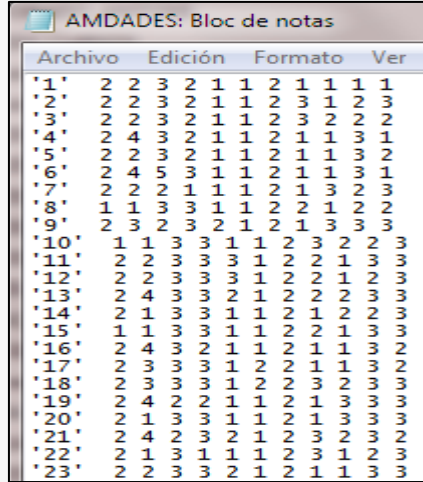 AMDADES: Bloc de notas
Archivo Edición Formato Ver
'1' 2 2 3 2 1 1 2 1 1 1 1
'2' 2 2 3 2 1 1 2 3 1 2 3
'3' 2 2 3 2 1 1 2 3 2 2 2
'4' 2 4 3 2 1 1 2 1 1 3 1
'5' 2 2 3 2 1 1 2 1 1 3 2
'6' 2 4 5 3 1 1 2 1 1 3 1
'7' 2 2 2 1 1 1 2 1 3 2 3
'8' 1 1 3 3 1 1 2 2 1 2 2
'9' 2 3 2 3 2 1 2 1 3 3 3
'10' 1 1 3 3 1 1 2 3 2 2 3
'11' 2 2 3 3 3 1 2 2 1 3 3
'12' 2 2 3 3 3 1 2 2 1 2 3
'13' 2 4 3 3 2 1 2 2 2 3 3
'14' 2 1 3 3 1 1 2 1 2 2 3
'15' 1 1 3 3 1 1 2 2 1 3 3
'16' 2 4 3 2 1 1 2 1 1 3 2
'17' 2 3 3 3 1 2 2 1 1 3 2
'18' 2 3 3 3 1 2 2 3 2 3 3
'19' 2 4 2 2 1 1 2 1 3 3 3
'20' 2 1 3 3 1 1 2 1 3 3 3
'21' 2 4 2 3 2 1 2 3 2 3 2
'22' 2 1 3 1 1 1 2 3 1 2 3
'23' 2 2 3 3 2 1 2 1 1 3 3